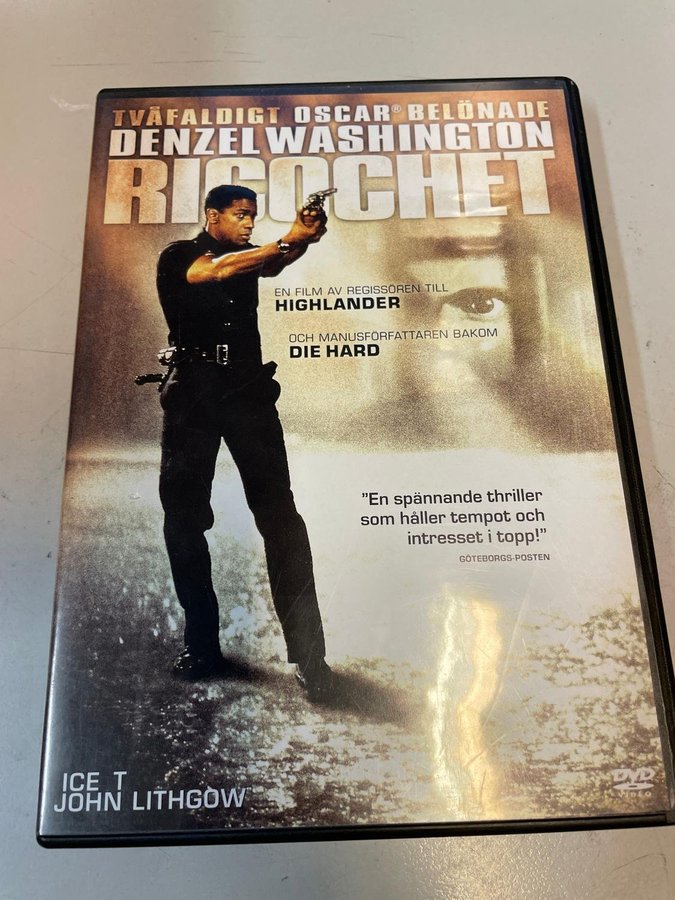 TVÅFALDIGT OSCAR® BELÖNADE
DENZEL WASHINGTON
RICOCHET
EN FILM AV REGISSÖREN TILL
HIGHLANDER
OCH MANUSFÖRFATTAREN BAKOM
DIE HARD
"En spännande thriller
som håller tempot och
intresset i topp!"
GÖTEBORGS-POSTEN
ICE T
JOHN LITHGOW
DVD
VIDEO